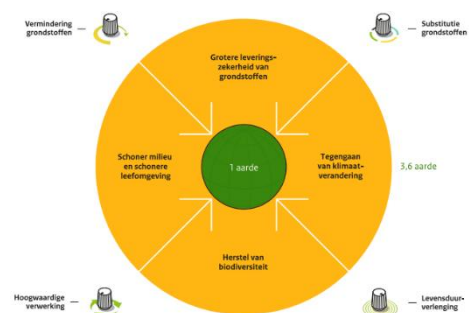 Vermindering
grondstoffen
Substitutie
grondstoffen
Grotere leverings-
zekerheid van
grondstoffen
Schoner milieu
en schonere
leefomgeving
1 aarde
Tegengaan
van klimaat-
verandering
3,6 aarde
Herstel van
biodiversiteit
Hoogwaardige
verwerking
Levensduur-
verlenging